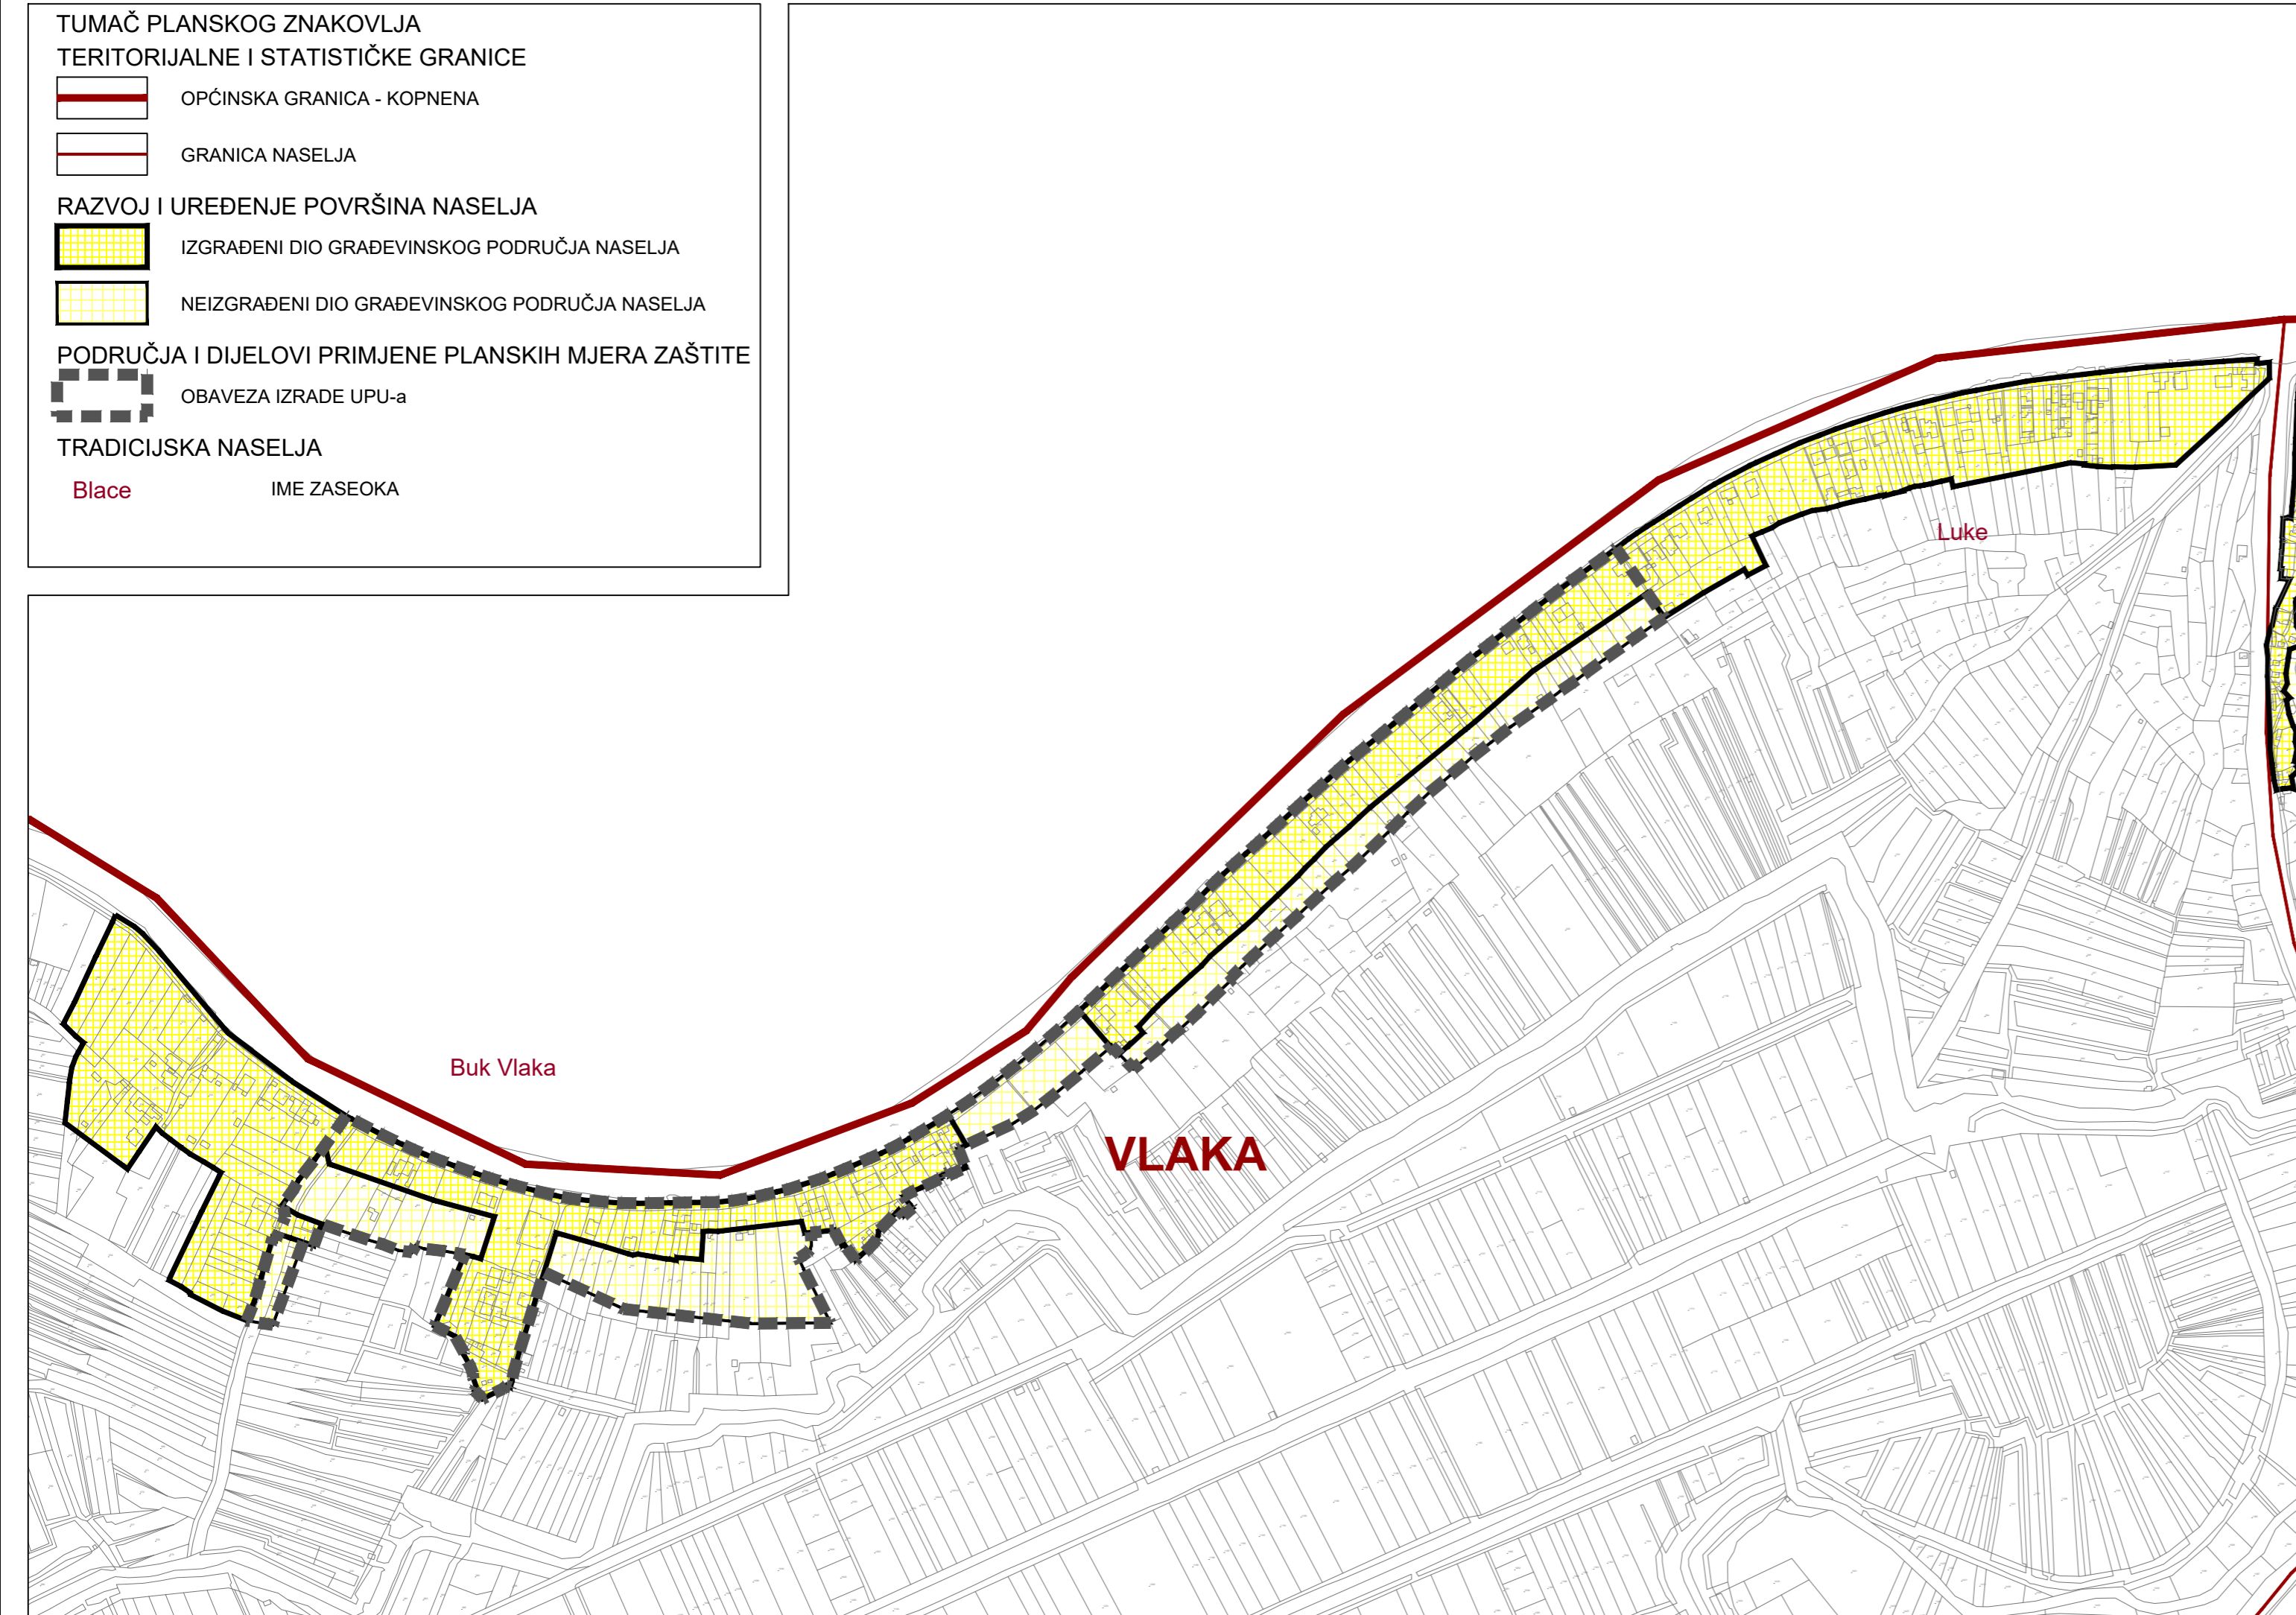 TUMAČ PLANSKOG ZNAKOVLJA
TERITORIJALNE I STATISTIČKE GRANICE
OPĆINSKA GRANICA - KOPNENA
GRANICA NASELJA
RAZVOJ I UREĐENJE POVRŠINA NASELJA
IZGRAĐENI DIO GRAĐEVINSKOG PODRUČJA NASELJA
NEIZGRAĐENI DIO GRAĐEVINSKOG PODRUČJA NASELJA
PODRUČJA I DIJELOVI PRIMJENE PLANSKIH MJERA ZAŠTITE
OBAVEZA IZRADE UPU-a
TRADICIJSKA NASELJA
Blace IME ZASEOKA
Luke
Buk Vlaka
VLAKA